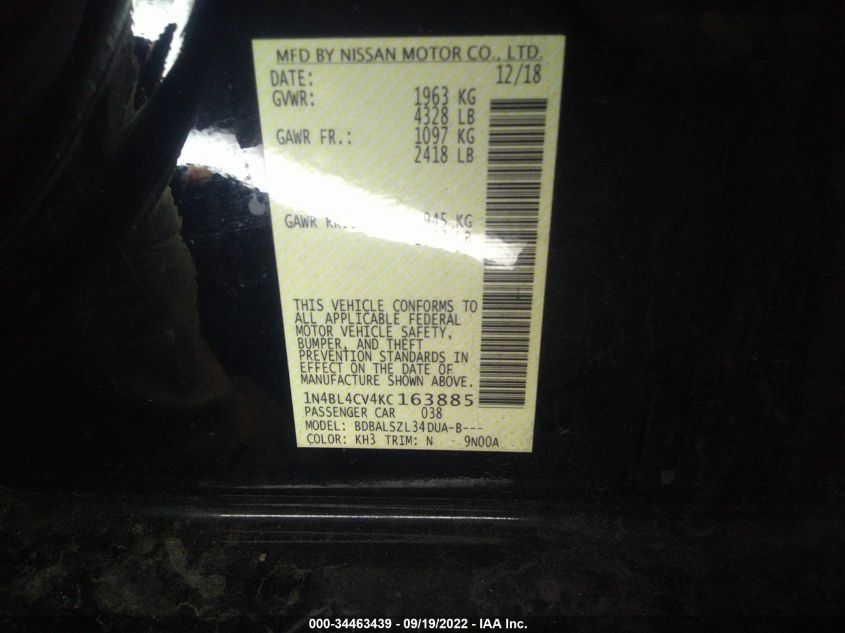 MFD BY NISSAN MOTOR CO., LTD.
DATE: 12/18
GVWR: 1963 KG
4328 LB
GAWR FR.: 1097 KG
2418 LB
GAWR 945 KG
THIS VEHICLE CONFORMS TO
ALL APPLICABLE FEDERAL
MOTOR VEHICLE SAFETY,
BUMPER, AND THEFT
PREVENTION STANDARDS IN
EFFECT ON THE DATE OF
MANUFACTURE SHOWN ABOVE.
1N4BL4CV4KC163885
PASSENGER CAR 038
MODEL: BDBALSZL34DUA-B---
COLOR: KH3 TRIM: N - 9N00A
000-34463439 - 09/19/2022 - IAA Inc.